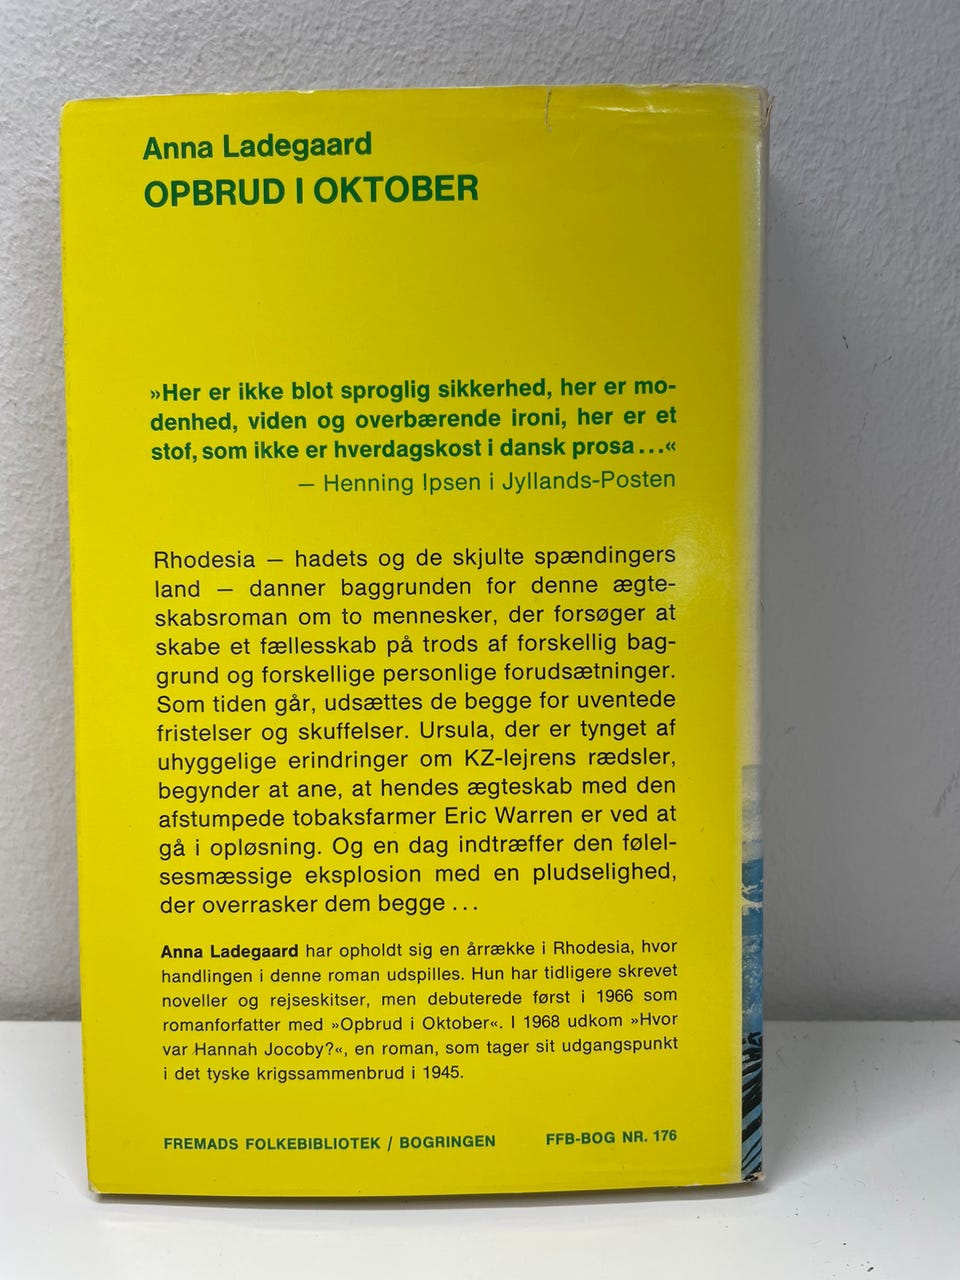 Anna Ladegaard
OPBRUD I OKTOBER
»Her er ikke blot sproglig sikkerhed, her er mo-
denhed, viden og overbærende ironi, her er et
stof, som ikke er hverdagskost i dansk prosa...«
— Henning Ipsen i Jyllands-Posten
Rhodesia — hadets og de skjulte spændingers
land — danner baggrunden for denne ægte-
skabsroman om to mennesker, der forsøger at
skabe et fællesskab på trods af forskellig bag-
grund og forskellige personlige forudsætninger.
Som tiden går, udsættes de begge for uventede
fristelser og skuffelser. Ursula, der er tynget af
uhyggelige erindringer om KZ-lejrens rædsler,
begynder at ane, at hendes ægteskab med den
afstumpede tobaksfarmer Eric Warren er ved at
gå i opløsning. Og en dag indtræffer den følel-
sesmæssige eksplosion med en pludselighed,
der overrasker dem begge ...
Anna Ladegaard har opholdt sig en årrække i Rhodesia, hvor
handlingen i denne roman udspilles. Hun har tidligere skrevet
noveller og rejseskitser, men debuterede først i 1966 som
romanforfatter med »Opbrud i Oktober«. I 1968 udkom »Hvor
var Hannah Jocoby?«, en roman, som tager sit udgangspunkt
i det tyske krigssammenbrud i 1945.
FREMADS FOLKEBIBLIOTEK / BOGRINGEN FFB-BOG NR. 176